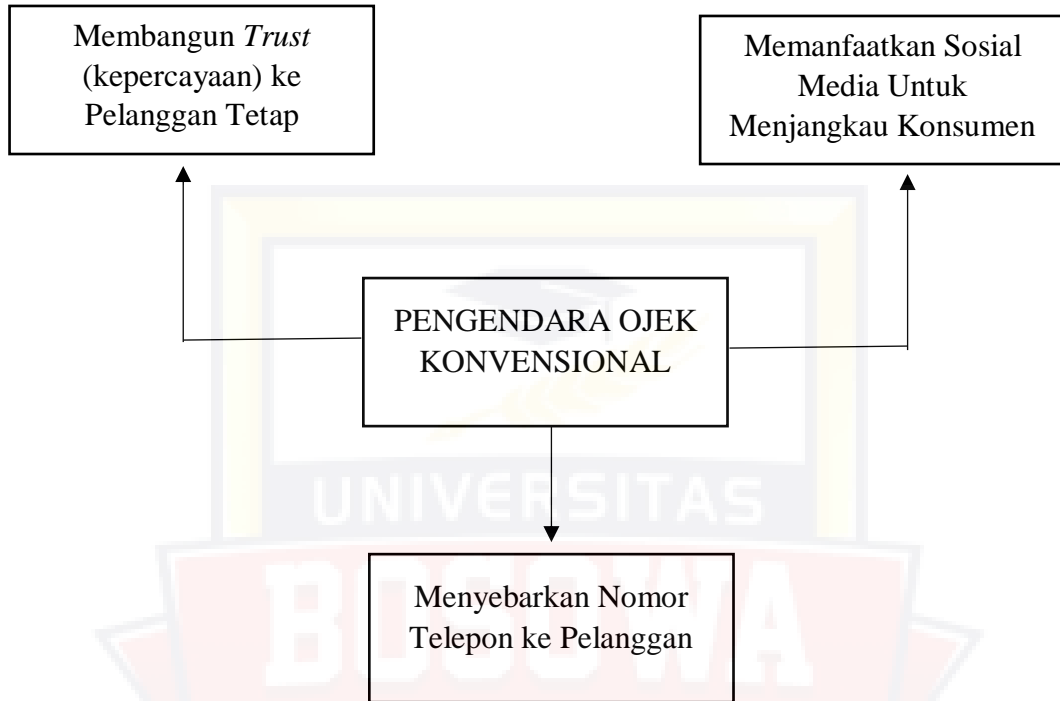 Membangun Trust
(kepercayaan) ke
Pelanggan Tetap
Memanfaatkan Sosial
Media Untuk
Menjangkau Konsumen
PENGENDARA OJEK
KONVENSIONAL
UNIVERSITAS
BOSOWA
Menyebarkan Nomor
Telepon ke Pelanggan